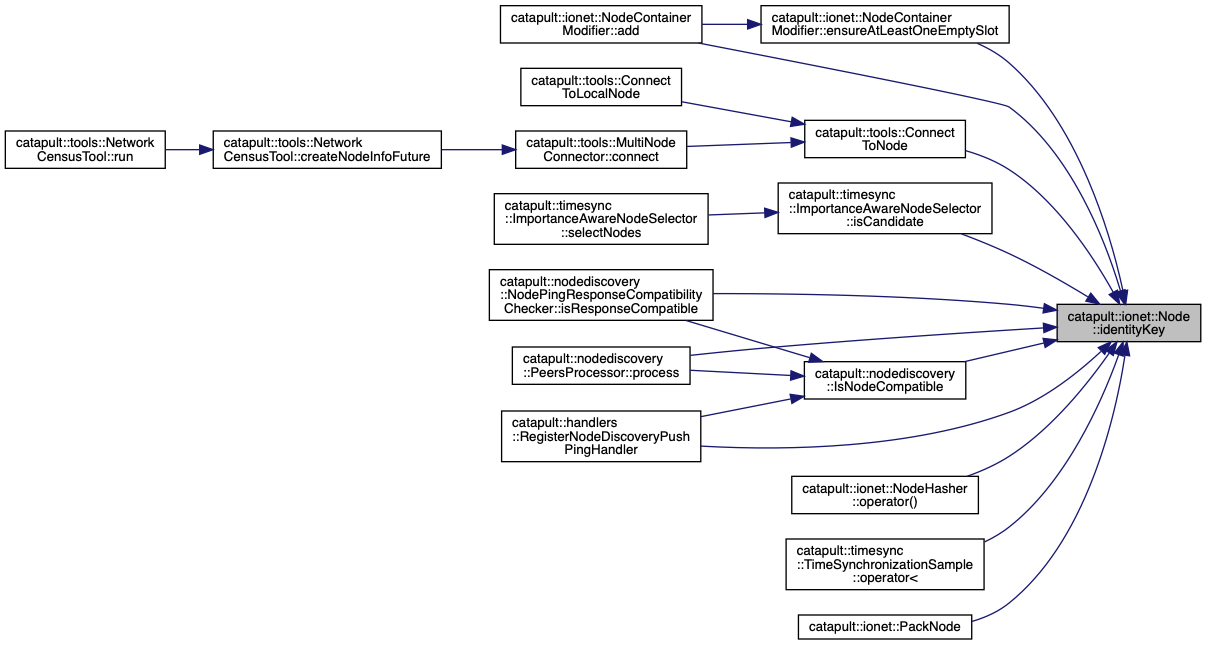 catapult::ionet::NodeContainer
Modifier::add
catapult::ionet::NodeContainer
Modifier::ensureAtLeastOneEmptySlot
catapult::tools::Connect
ToLocalNode
catapult::tools::Network
CensusTool::run
catapult::tools::Network
CensusTool::createNodeInfoFuture
catapult::tools::MultiNode
Connector::connect
catapult::tools::Connect
ToNode
catapult::timesync
::ImportanceAwareNodeSelector
::selectNodes
catapult::timesync
::ImportanceAwareNodeSelector
::isCandidate
catapult::nodediscovery
::NodePingResponseCompatibility
Checker::isResponseCompatible
catapult::ionet::Node
::identityKey
catapult::nodediscovery
::PeersProcessor::process
catapult::nodediscovery
::IsNodeCompatible
catapult::handlers
::RegisterNodeDiscoveryPush
PingHandler
catapult::ionet::NodeHasher
::operator()
catapult::timesync
::TimeSynchronizationSample
::operator<
catapult::ionet::PackNode